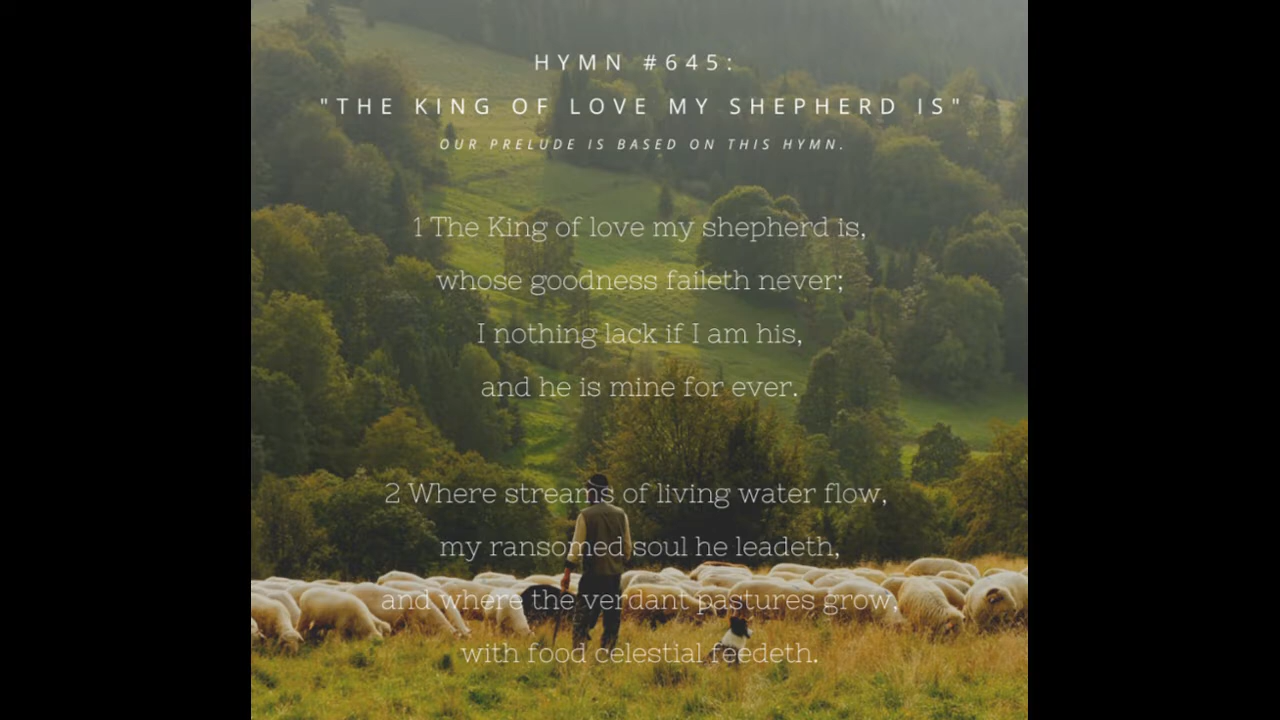 HYMN #645:
"THE KING OF LOVE MY SHEPHERD IS"
OUR PRELUDE IS BASED ON THIS HYMN.
1 The King of love my shepherd is,
whose goodness faileth never;
I nothing lack if I am his,
and he is mine for ever.
2 Where streams of living water flow,
my ransomed soul he leadeth,
and where the verdant pastures grow,
with food celestial feedeth.